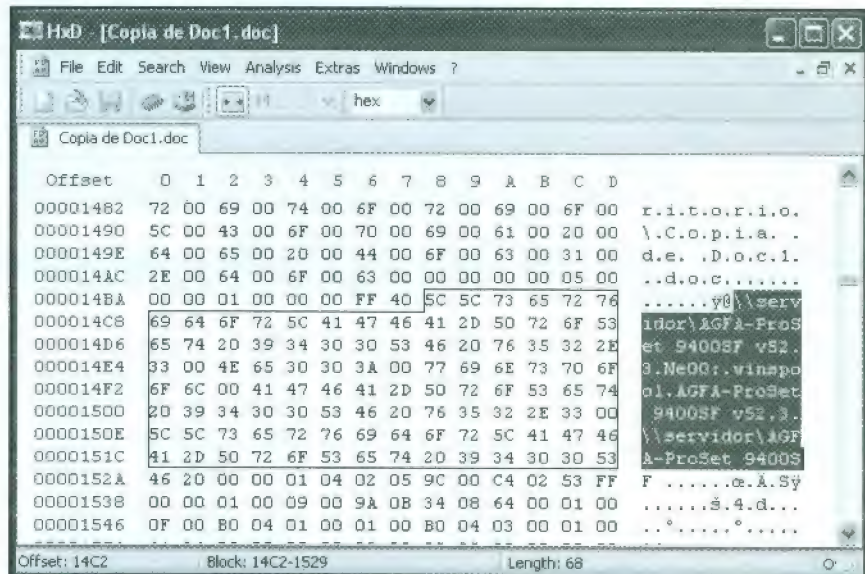 HxD - [Copia de Doc1.doc]
File Edit Search View Analysis Extras Windows ?
hex
Copia de Doc1.doc
Offset 0 1 2 3 4 5 6 7 8 9 A B C D
00001482 72 00 69 00 74 00 6F 00 72 00 69 00 6F 00 r.i.t.o.r.i.o.
00001490 5C 00 43 00 6F 00 70 00 69 00 61 00 20 00 \.C.o.p.i.a. .
0000149E 64 00 65 00 20 00 44 00 6F 00 63 00 31 00 d.e. .D.o.c.1.
000014AC 2E 00 64 00 6F 00 63 00 00 00 00 00 05 00 ..d.o.c.......
000014BA 00 00 01 00 00 00 FF 40 5C 5C 73 65 72 76 ......ÿ@\\serv
000014C8 69 64 6F 72 5C 41 47 46 41 2D 50 72 6F 53 idor\AGFA-ProS
000014D6 65 74 20 39 34 30 30 53 46 20 76 35 32 2E et 9400SF v52.
000014E4 33 00 4E 65 30 30 3A 00 77 69 6E 73 70 6F 3.Ne00:.winspo
000014F2 6F 6C 00 41 47 46 41 2D 50 72 6F 53 65 74 ol.AGFA-ProSet
00001500 20 39 34 30 30 53 46 20 76 35 32 2E 33 00 9400SF v52.3.
0000150E 5C 5C 73 65 72 76 69 64 6F 72 5C 41 47 46 \\servidor\AGF
0000151C 41 2D 50 72 6F 53 65 74 20 39 34 30 30 53 A-ProSet 9400S
0000152A 46 20 00 00 01 04 02 05 9C 00 C4 02 53 FF F ......œ.Ä.Sÿ
00001538 00 00 01 00 09 00 9A 0B 34 08 64 00 01 00 ......š.4.d...
00001546 0F 00 B0 04 01 00 01 00 B0 04 03 00 01 00 ..°.....°.....
Offset: 14C2 Block: 14C2-1529 Length: 68